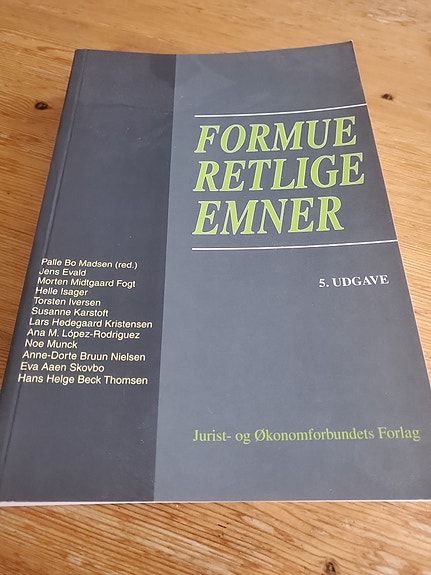 FORMUE
RETLIGE
EMNER
5. UDGAVE
Palle Bo Madsen (red.)
Jens Evald
Morten Midtgaard Fogt
Helle Isager
Torsten Iversen
Susanne Karstoft
Lars Hedegaard Kristensen
Ana M. López-Rodriguez
Noe Munck
Anne-Dorte Bruun Nielsen
Eva Aaen Skovbo
Hans Helge Beck Thomsen
Jurist- og Økonomforbundets Forlag